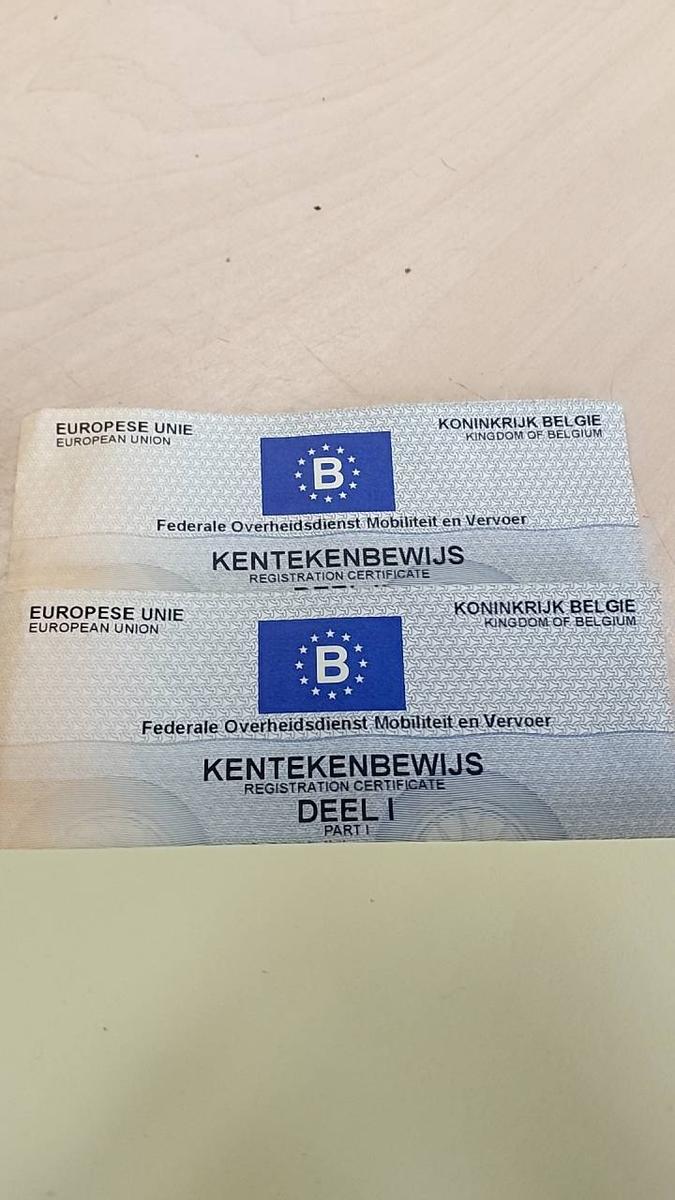 EUROPESE UNIE
EUROPEAN UNION
KONINKRIJK BELGIE
KINGDOM OF BELGIUM
B
Federale Overheidsdienst Mobiliteit en Vervoer
KENTEKENBEWIJS
REGISTRATION CERTIFICATE
EUROPESE UNIE
EUROPEAN UNION
KONINKRIJK BELGIE
KINGDOM OF BELGIUM
B
Federale Overheidsdienst Mobiliteit en Vervoer
KENTEKENBEWIJS
REGISTRATION CERTIFICATE
DEEL I
PART I